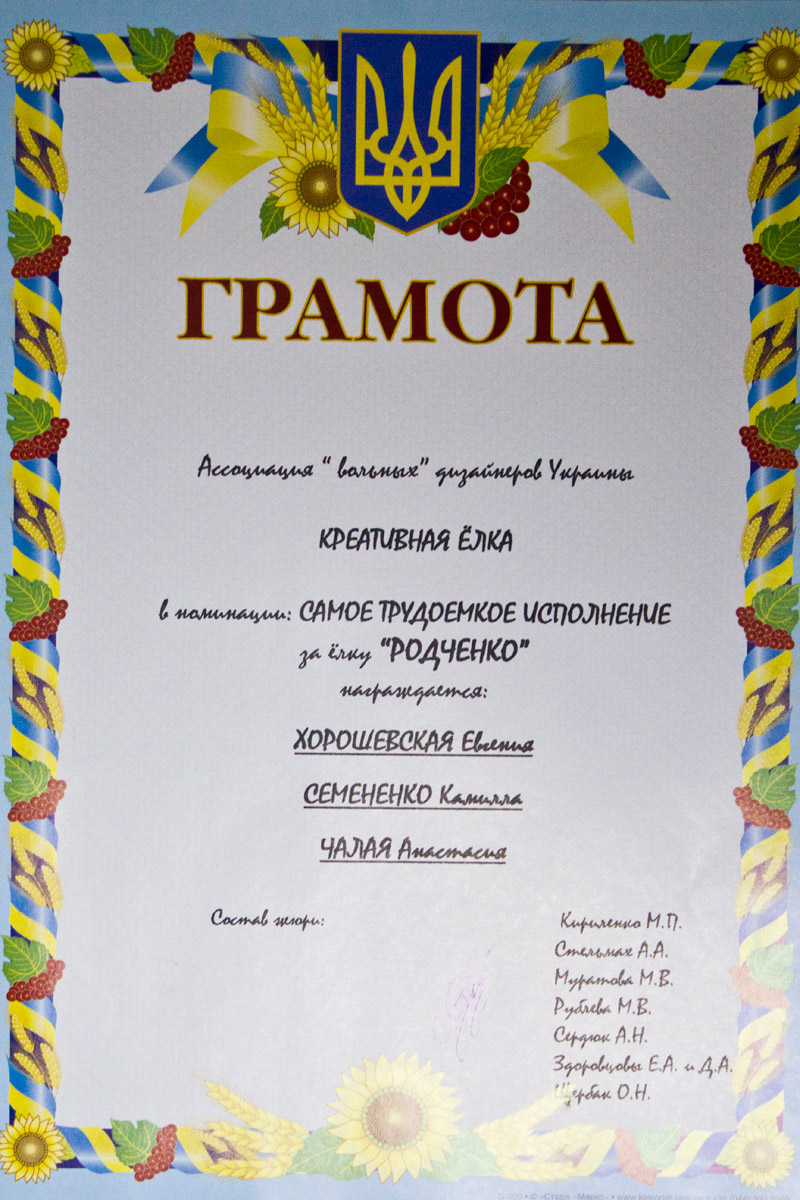 ГРАМОТА
Ассоциация “ вольных” дизайнеров Украины
КРЕАТИВНАЯ ЁЛКА
в номинации: САМОЕ ТРУДОЕМКОЕ ИСПОЛНЕНИЕ
за ёлку “РОДЧЕНКО”
награждается:
ХОРОШЕВСКАЯ Евгения
СЕМЕНЕНКО Камилла
ЧАЛАЯ Анастасия
Состав жюри:
Кириленко М.П.
Стельмах А.А.
Муратова М.В.
Рублева М.В.
Сердюк А.Н.
Здоровцовы Е.А. и Д.А.
Щербак О.Н.